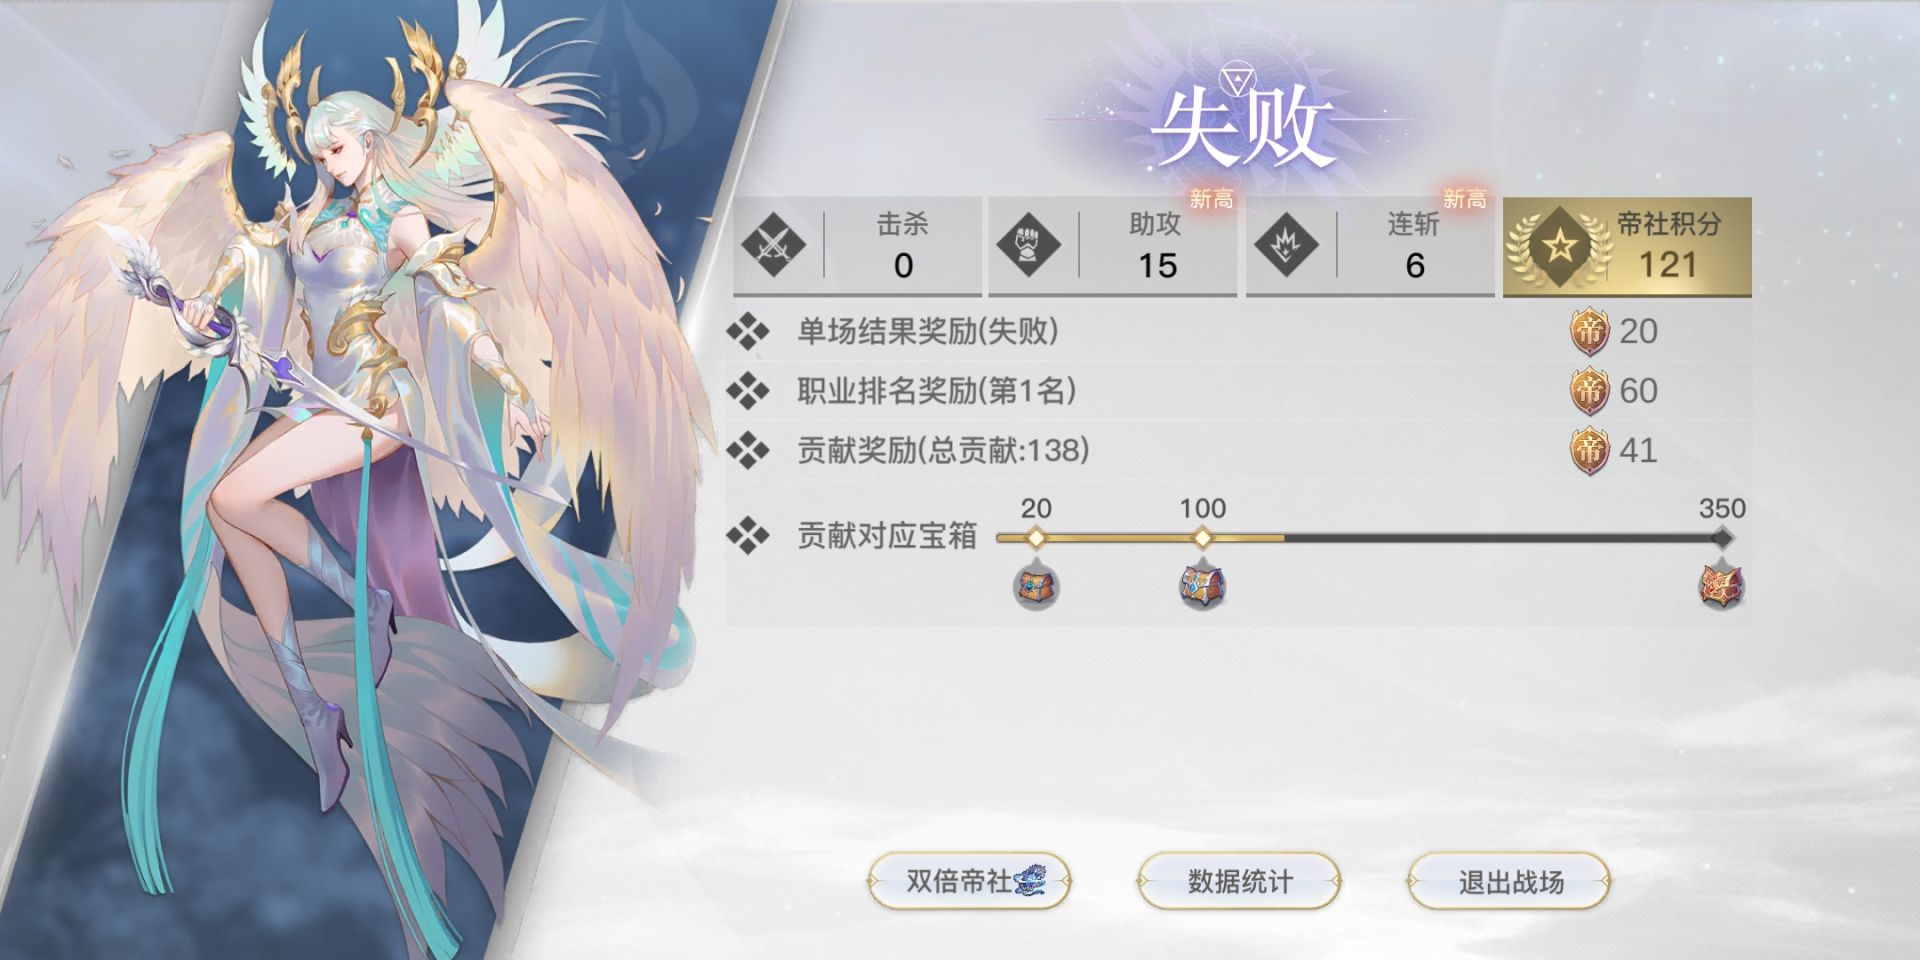 失败
击杀
0
新高
助攻
15
新高
连斩
6
帝社积分
121
单场结果奖励(失败)
帝 20
职业排名奖励(第1名)
帝 60
贡献奖励(总贡献:138)
帝 41
贡献对应宝箱
20 100 350
双倍帝社
数据统计
退出战场